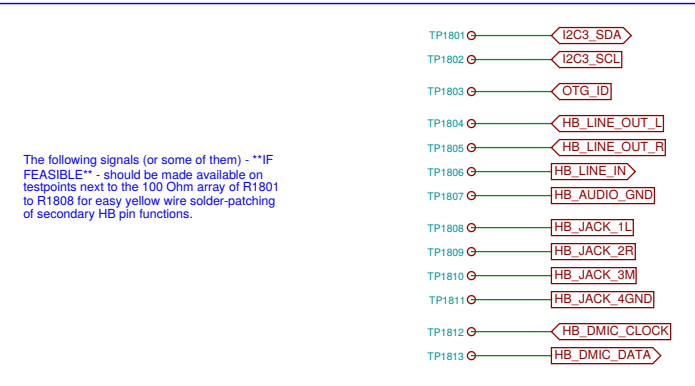 TP1801 I2C3_SDA
TP1802 I2C3_SCL
TP1803 OTG_ID
TP1804 HB_LINE_OUT_L
TP1805 HB_LINE_OUT_R
TP1806 HB_LINE_IN
TP1807 HB_AUDIO_GND
TP1808 HB_JACK_1L
TP1809 HB_JACK_2R
TP1810 HB_JACK_3M
TP1811 HB_JACK_4GND
TP1812 HB_DMIC_CLOCK
TP1813 HB_DMIC_DATA
The following signals (or some of them) - **IF
FEASIBLE** - should be made available on
testpoints next to the 100 Ohm array of R1801
to R1808 for easy yellow wire solder-patching
of secondary HB pin functions.